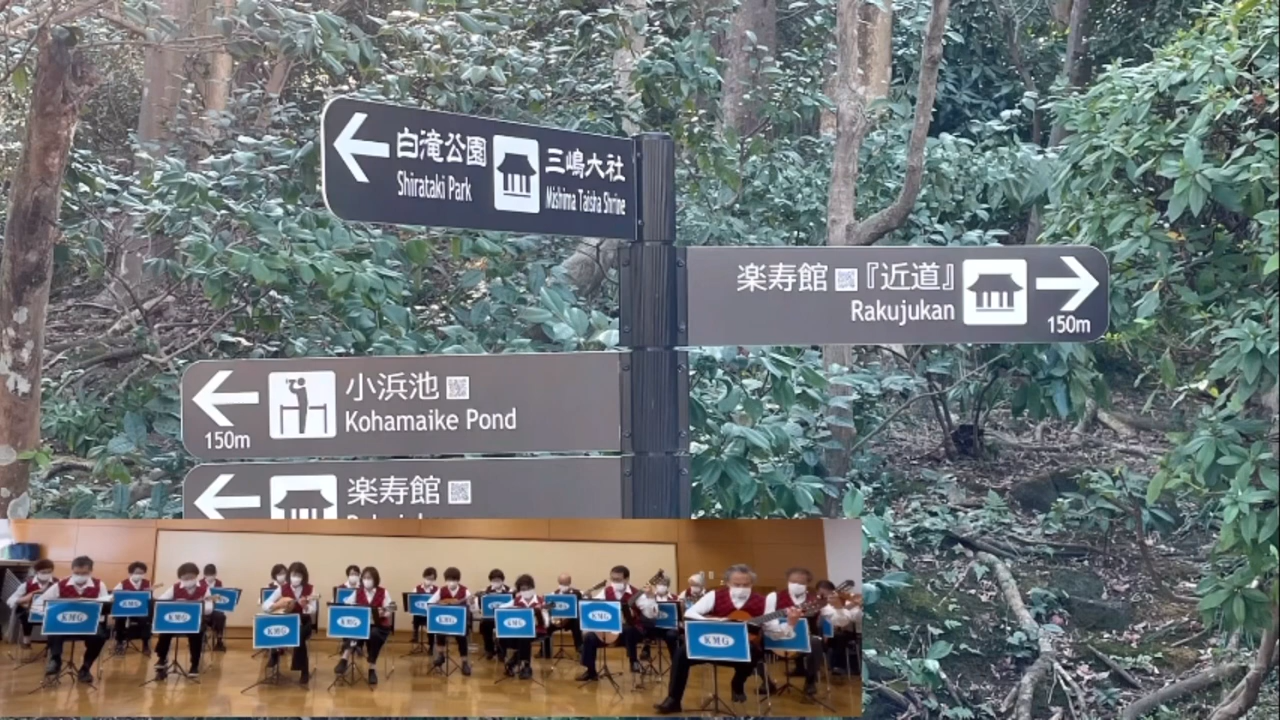 白滝公園 三嶋大社
Shirataki Park Mishima Taisha Shrine
楽寿館 『近道』
Rakujukan
150m
小浜池
Kohamaike Pond
150m
楽寿館
KMG
KMG
KMG
KMG
KMG
KMG
KMG
KMG